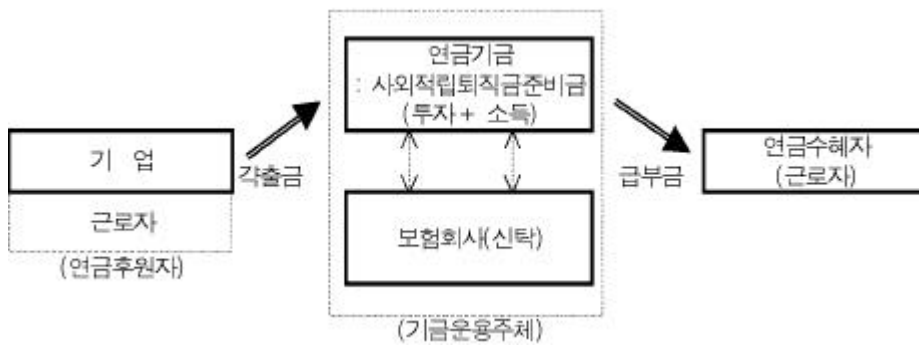 연금기금
: 사외적립퇴직금준비금
(투자 + 소득)
기 업
각출금
급부금
연금수혜자
(근로자)
근로자
보험회사(신탁)
(연금후원자)
(기금운용주체)